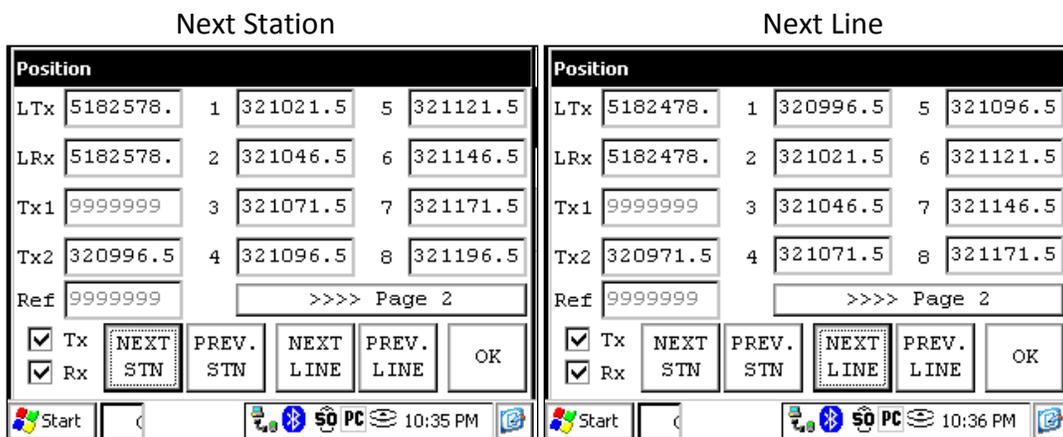 Next Station
Position
LTx 5182578. 1 321021.5 5 321121.5
LRx 5182578. 2 321046.5 6 321146.5
Tx1 9999999 3 321071.5 7 321171.5
Tx2 320996.5 4 321096.5 8 321196.5
Ref 9999999 >>>> Page 2
Tx
Rx
NEXT
STN
PREV.
STN
NEXT
LINE
PREV.
LINE
OK
Start PC 10:35 PM
Next Line
Position
LTx 5182478. 1 320996.5 5 321096.5
LRx 5182478. 2 321021.5 6 321121.5
Tx1 9999999 3 321046.5 7 321146.5
Tx2 320971.5 4 321071.5 8 321171.5
Ref 9999999 >>>> Page 2
Tx
Rx
NEXT
STN
PREV.
STN
NEXT
LINE
PREV.
LINE
OK
Start PC 10:36 PM